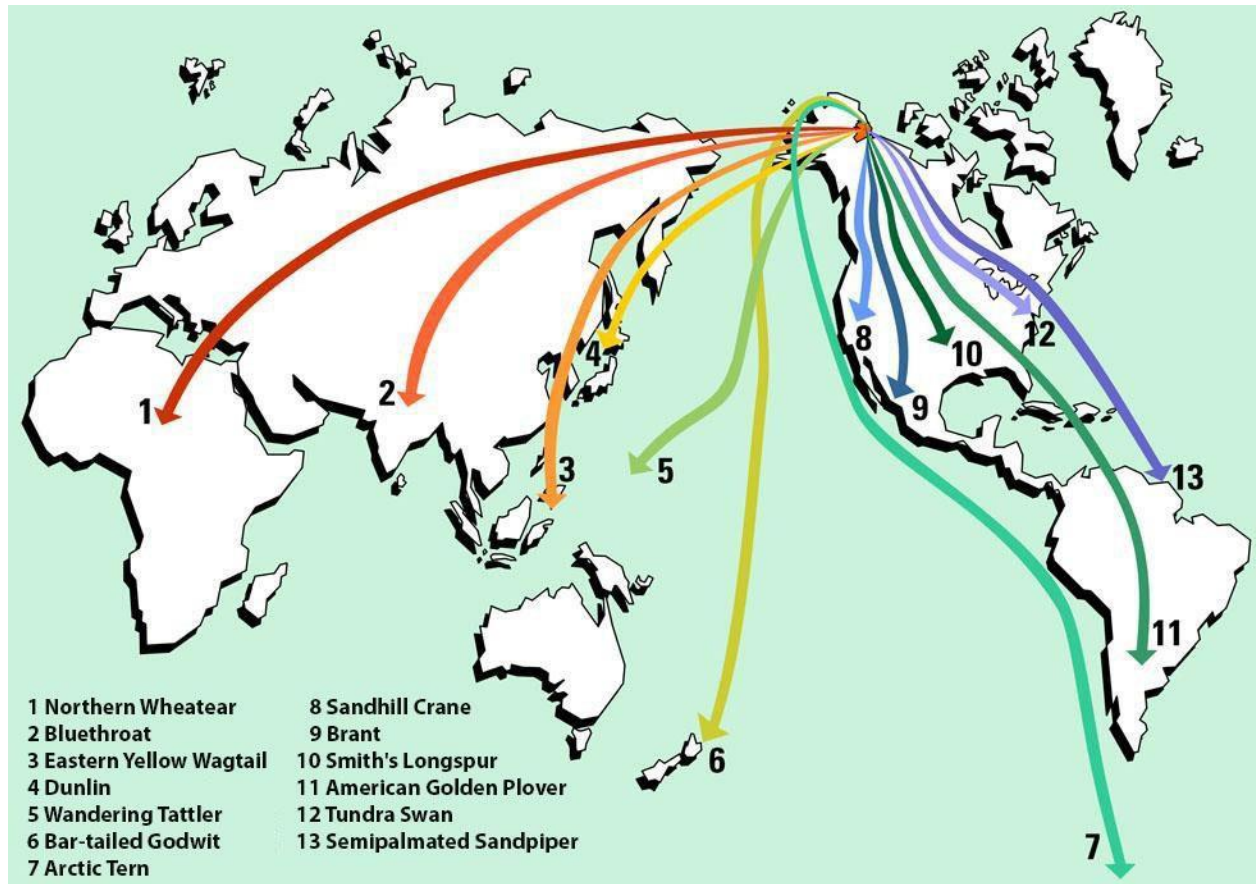 1
2
3
4
5
6
7
8
9
10
11
12
13
1 Northern Wheatear
2 Bluethroat
3 Eastern Yellow Wagtail
4 Dunlin
5 Wandering Tattler
6 Bar-tailed Godwit
7 Arctic Tern
8 Sandhill Crane
9 Brant
10 Smith's Longspur
11 American Golden Plover
12 Tundra Swan
13 Semipalmated Sandpiper